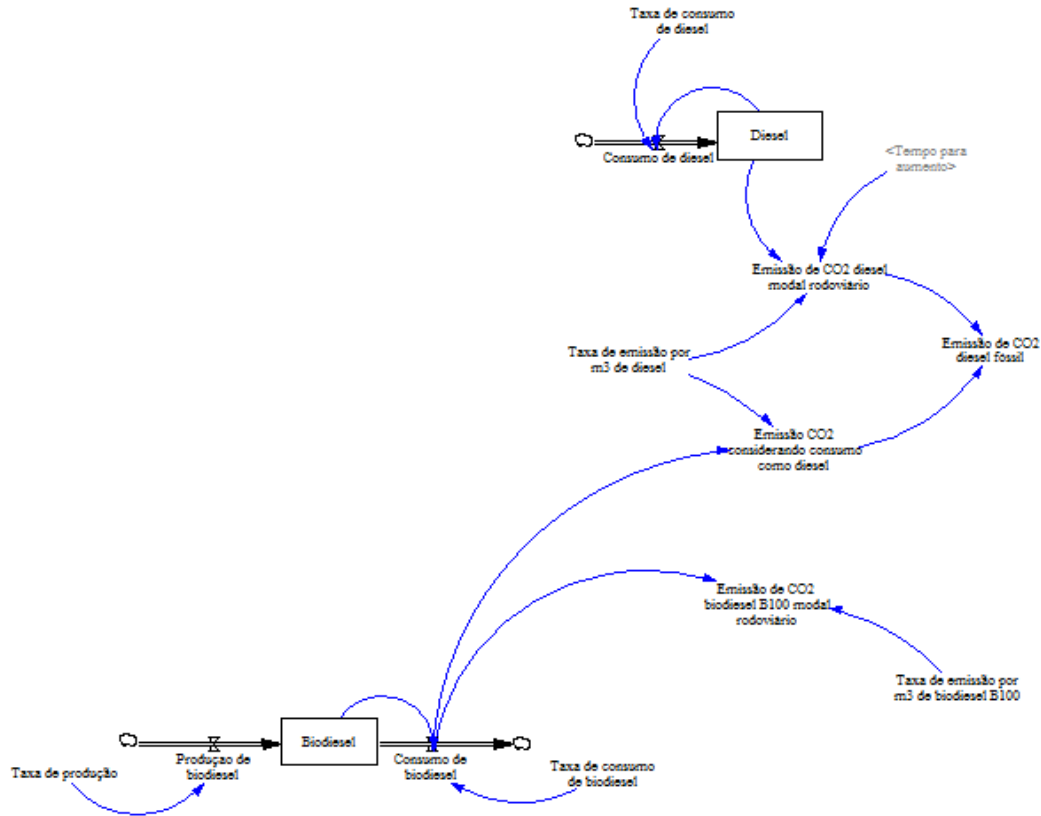 Taxa de consumo
de diesel
Diesel
Consumo de diesel
<Tempo para
aumento>
Emissão de CO2 diesel
modal rodoviário
Emissão de CO2
diesel fóssil
Taxa de emissão por
m3 de diesel
Emissão CO2
considerando consumo
como diesel
Emissão de CO2
biodiesel B100 modal
rodoviário
Taxa de emissão por
m3 de biodiesel B100
Biodiesel
Produçao de
biodiesel
Consumo de
biodiesel
Taxa de produção
Taxa de consumo
de biodiesel